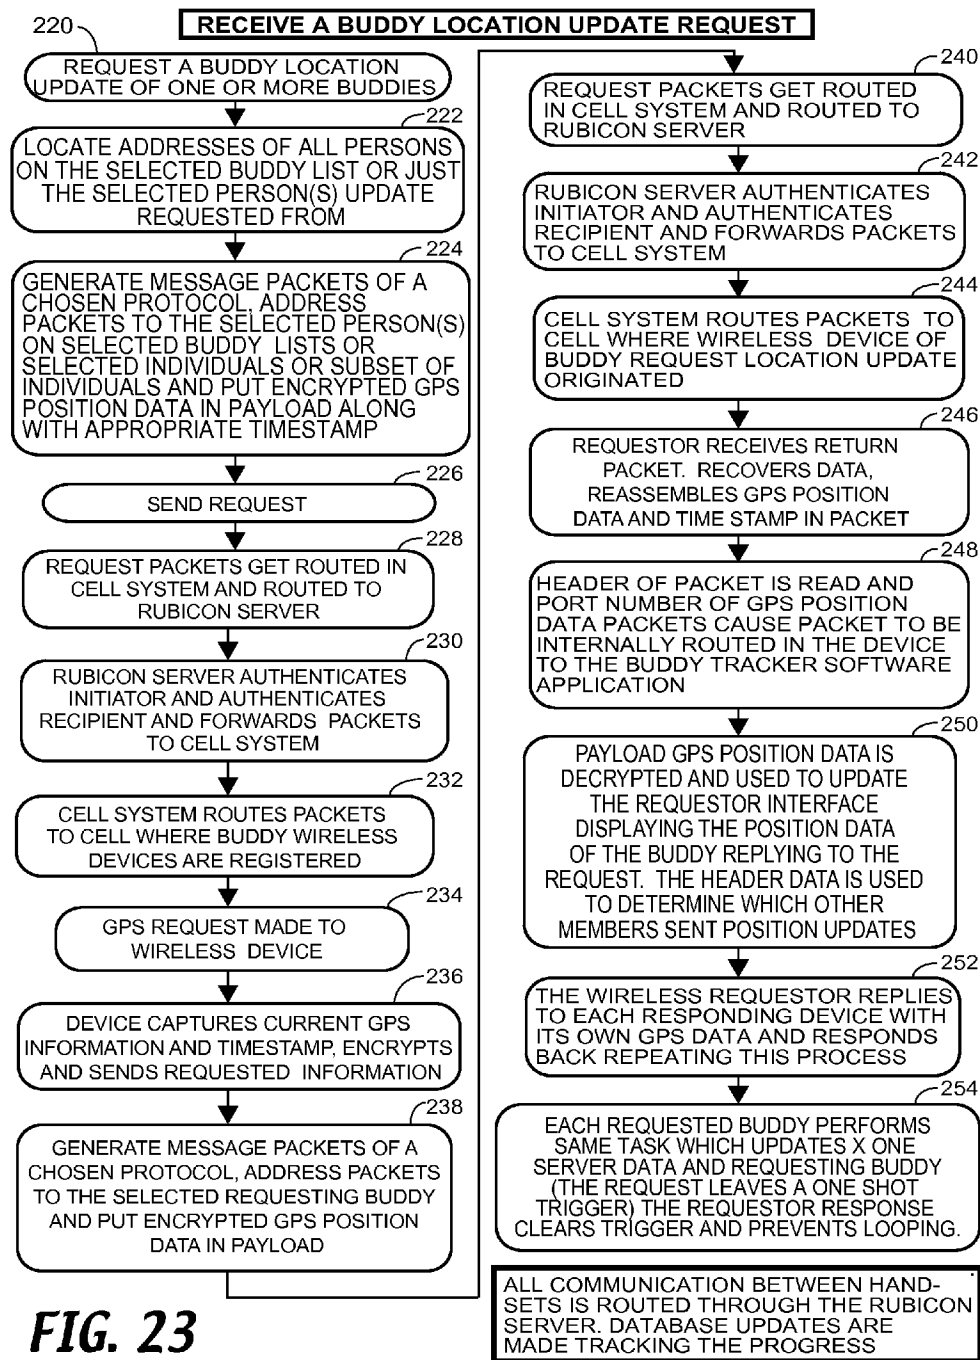 RECEIVE A BUDDY LOCATION UPDATE REQUEST
220
REQUEST A BUDDY LOCATION
UPDATE OF ONE OR MORE BUDDIES
222
LOCATE ADDRESSES OF ALL PERSONS
ON THE SELECTED BUDDY LIST OR JUST
THE SELECTED PERSON(S) UPDATE
REQUESTED FROM
224
GENERATE MESSAGE PACKETS OF A
CHOSEN PROTOCOL, ADDRESS
PACKETS TO THE SELECTED PERSON(S)
ON SELECTED BUDDY LISTS OR
SELECTED INDIVIDUALS OR SUBSET OF
INDIVIDUALS AND PUT ENCRYPTED GPS
POSITION DATA IN PAYLOAD ALONG
WITH APPROPRIATE TIMESTAMP
226
SEND REQUEST
228
REQUEST PACKETS GET ROUTED IN
CELL SYSTEM AND ROUTED TO
RUBICON SERVER
230
RUBICON SERVER AUTHENTICATES
INITIATOR AND AUTHENTICATES
RECIPIENT AND FORWARDS PACKETS
TO CELL SYSTEM
232
CELL SYSTEM ROUTES PACKETS
TO CELL WHERE BUDDY WIRELESS
DEVICES ARE REGISTERED
234
GPS REQUEST MADE TO
WIRELESS DEVICE
236
DEVICE CAPTURES CURRENT GPS
INFORMATION AND TIMESTAMP, ENCRYPTS
AND SENDS REQUESTED INFORMATION
238
GENERATE MESSAGE PACKETS OF A
CHOSEN PROTOCOL, ADDRESS PACKETS
TO THE SELECTED REQUESTING BUDDY
AND PUT ENCRYPTED GPS POSITION
DATA IN PAYLOAD
240
REQUEST PACKETS GET ROUTED
IN CELL SYSTEM AND ROUTED TO
RUBICON SERVER
242
RUBICON SERVER AUTHENTICATES
INITIATOR AND AUTHENTICATES
RECIPIENT AND FORWARDS PACKETS
TO CELL SYSTEM
244
CELL SYSTEM ROUTES PACKETS TO
CELL WHERE WIRELESS DEVICE OF
BUDDY REQUEST LOCATION UPDATE
ORIGINATED
246
REQUESTOR RECEIVES RETURN
PACKET. RECOVERS DATA,
REASSEMBLES GPS POSITION
DATA AND TIME STAMP IN PACKET
248
HEADER OF PACKET IS READ AND
PORT NUMBER OF GPS POSITION
DATA PACKETS CAUSE PACKET TO BE
INTERNALLY ROUTED IN THE DEVICE
TO THE BUDDY TRACKER SOFTWARE
APPLICATION
250
PAYLOAD GPS POSITION DATA IS
DECRYPTED AND USED TO UPDATE
THE REQUESTOR INTERFACE
DISPLAYING THE POSITION DATA
OF THE BUDDY REPLYING TO THE
REQUEST. THE HEADER DATA IS USED
TO DETERMINE WHICH OTHER
MEMBERS SENT POSITION UPDATES
252
THE WIRELESS REQUESTOR REPLIES
TO EACH RESPONDING DEVICE WITH
ITS OWN GPS DATA AND RESPONDS
BACK REPEATING THIS PROCESS
254
EACH REQUESTED BUDDY PERFORMS
SAME TASK WHICH UPDATES X ONE
SERVER DATA AND REQUESTING BUDDY
(THE REQUEST LEAVES A ONE SHOT
TRIGGER) THE REQUESTOR RESPONSE
CLEARS TRIGGER AND PREVENTS LOOPING.
ALL COMMUNICATION BETWEEN HAND-
SETS IS ROUTED THROUGH THE RUBICON
SERVER. DATABASE UPDATES ARE
MADE TRACKING THE PROGRESS
FIG. 23